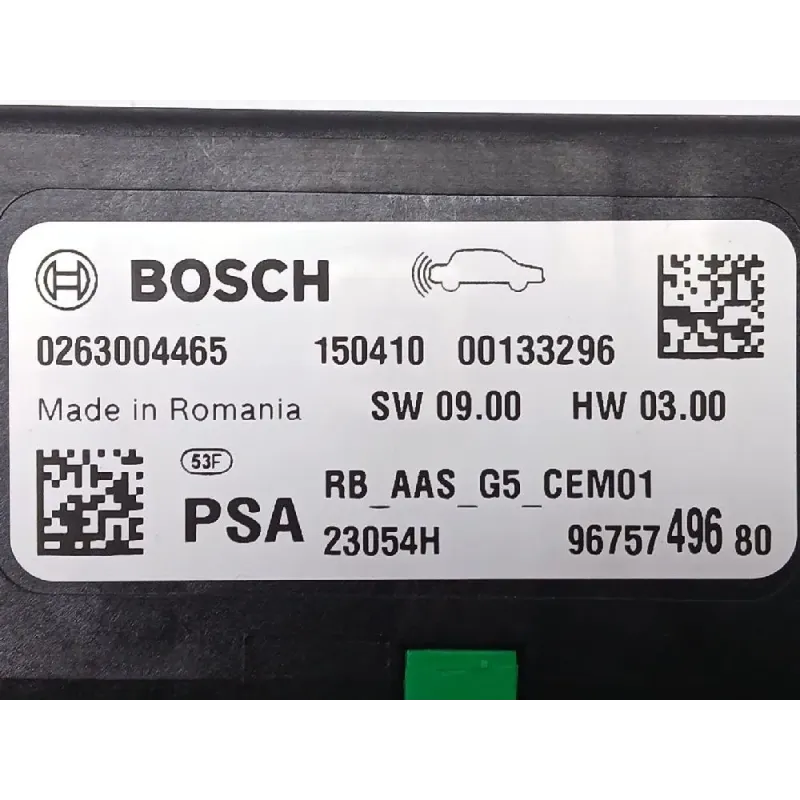 BOSCH
0263004465 150410 00133296
Made in Romania SW 09.00 HW 03.00
53F
PSA RB_AAS_G5_CEM01
23054H 96757 496 80